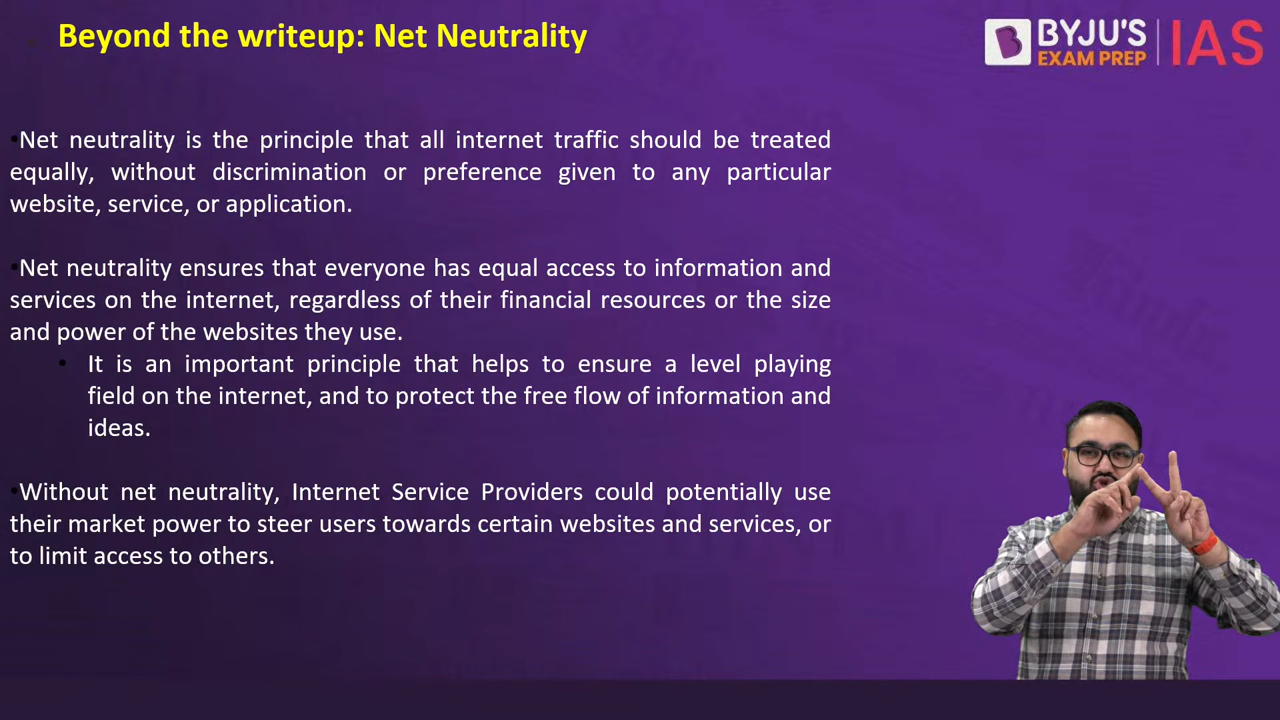 Beyond the writeup: Net Neutrality
BYJU'S
EXAM PREP
IAS
•Net neutrality is the principle that all internet traffic should be treated
equally, without discrimination or preference given to any particular
website, service, or application.
•Net neutrality ensures that everyone has equal access to information and
services on the internet, regardless of their financial resources or the size
and power of the websites they use.
• It is an important principle that helps to ensure a level playing
field on the internet, and to protect the free flow of information and
ideas.
•Without net neutrality, Internet Service Providers could potentially use
their market power to steer users towards certain websites and services, or
to limit access to others.